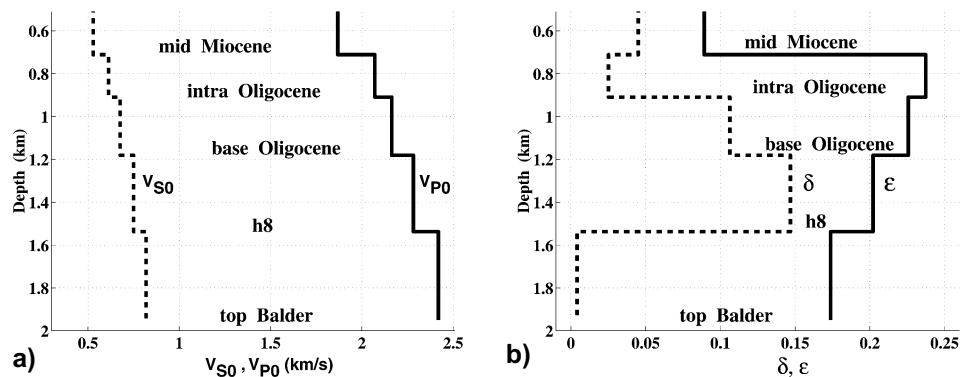 0.6
mid Miocene
0.8
intra Oligocene
1
base Oligocene
1.2
V_S0
V_P0
1.4
h8
1.6
1.8
top Balder
2
Depth (km)
0.5 1 1.5 2 2.5
a)
V_S0 , V_P0 (km/s)
0.6
mid Miocene
0.8
intra Oligocene
1
base Oligocene
1.2
δ
ε
1.4
h8
1.6
1.8
top Balder
2
Depth (km)
0 0.05 0.1 0.15 0.2 0.25
b)
δ, ε